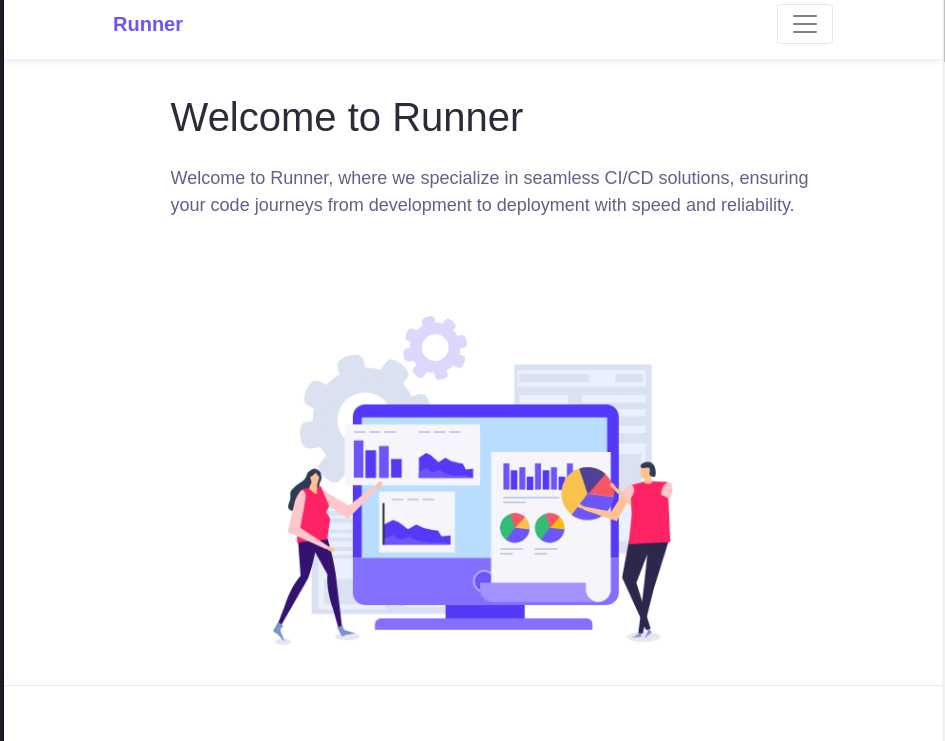 Runner
Welcome to Runner
Welcome to Runner, where we specialize in seamless CI/CD solutions, ensuring
your code journeys from development to deployment with speed and reliability.